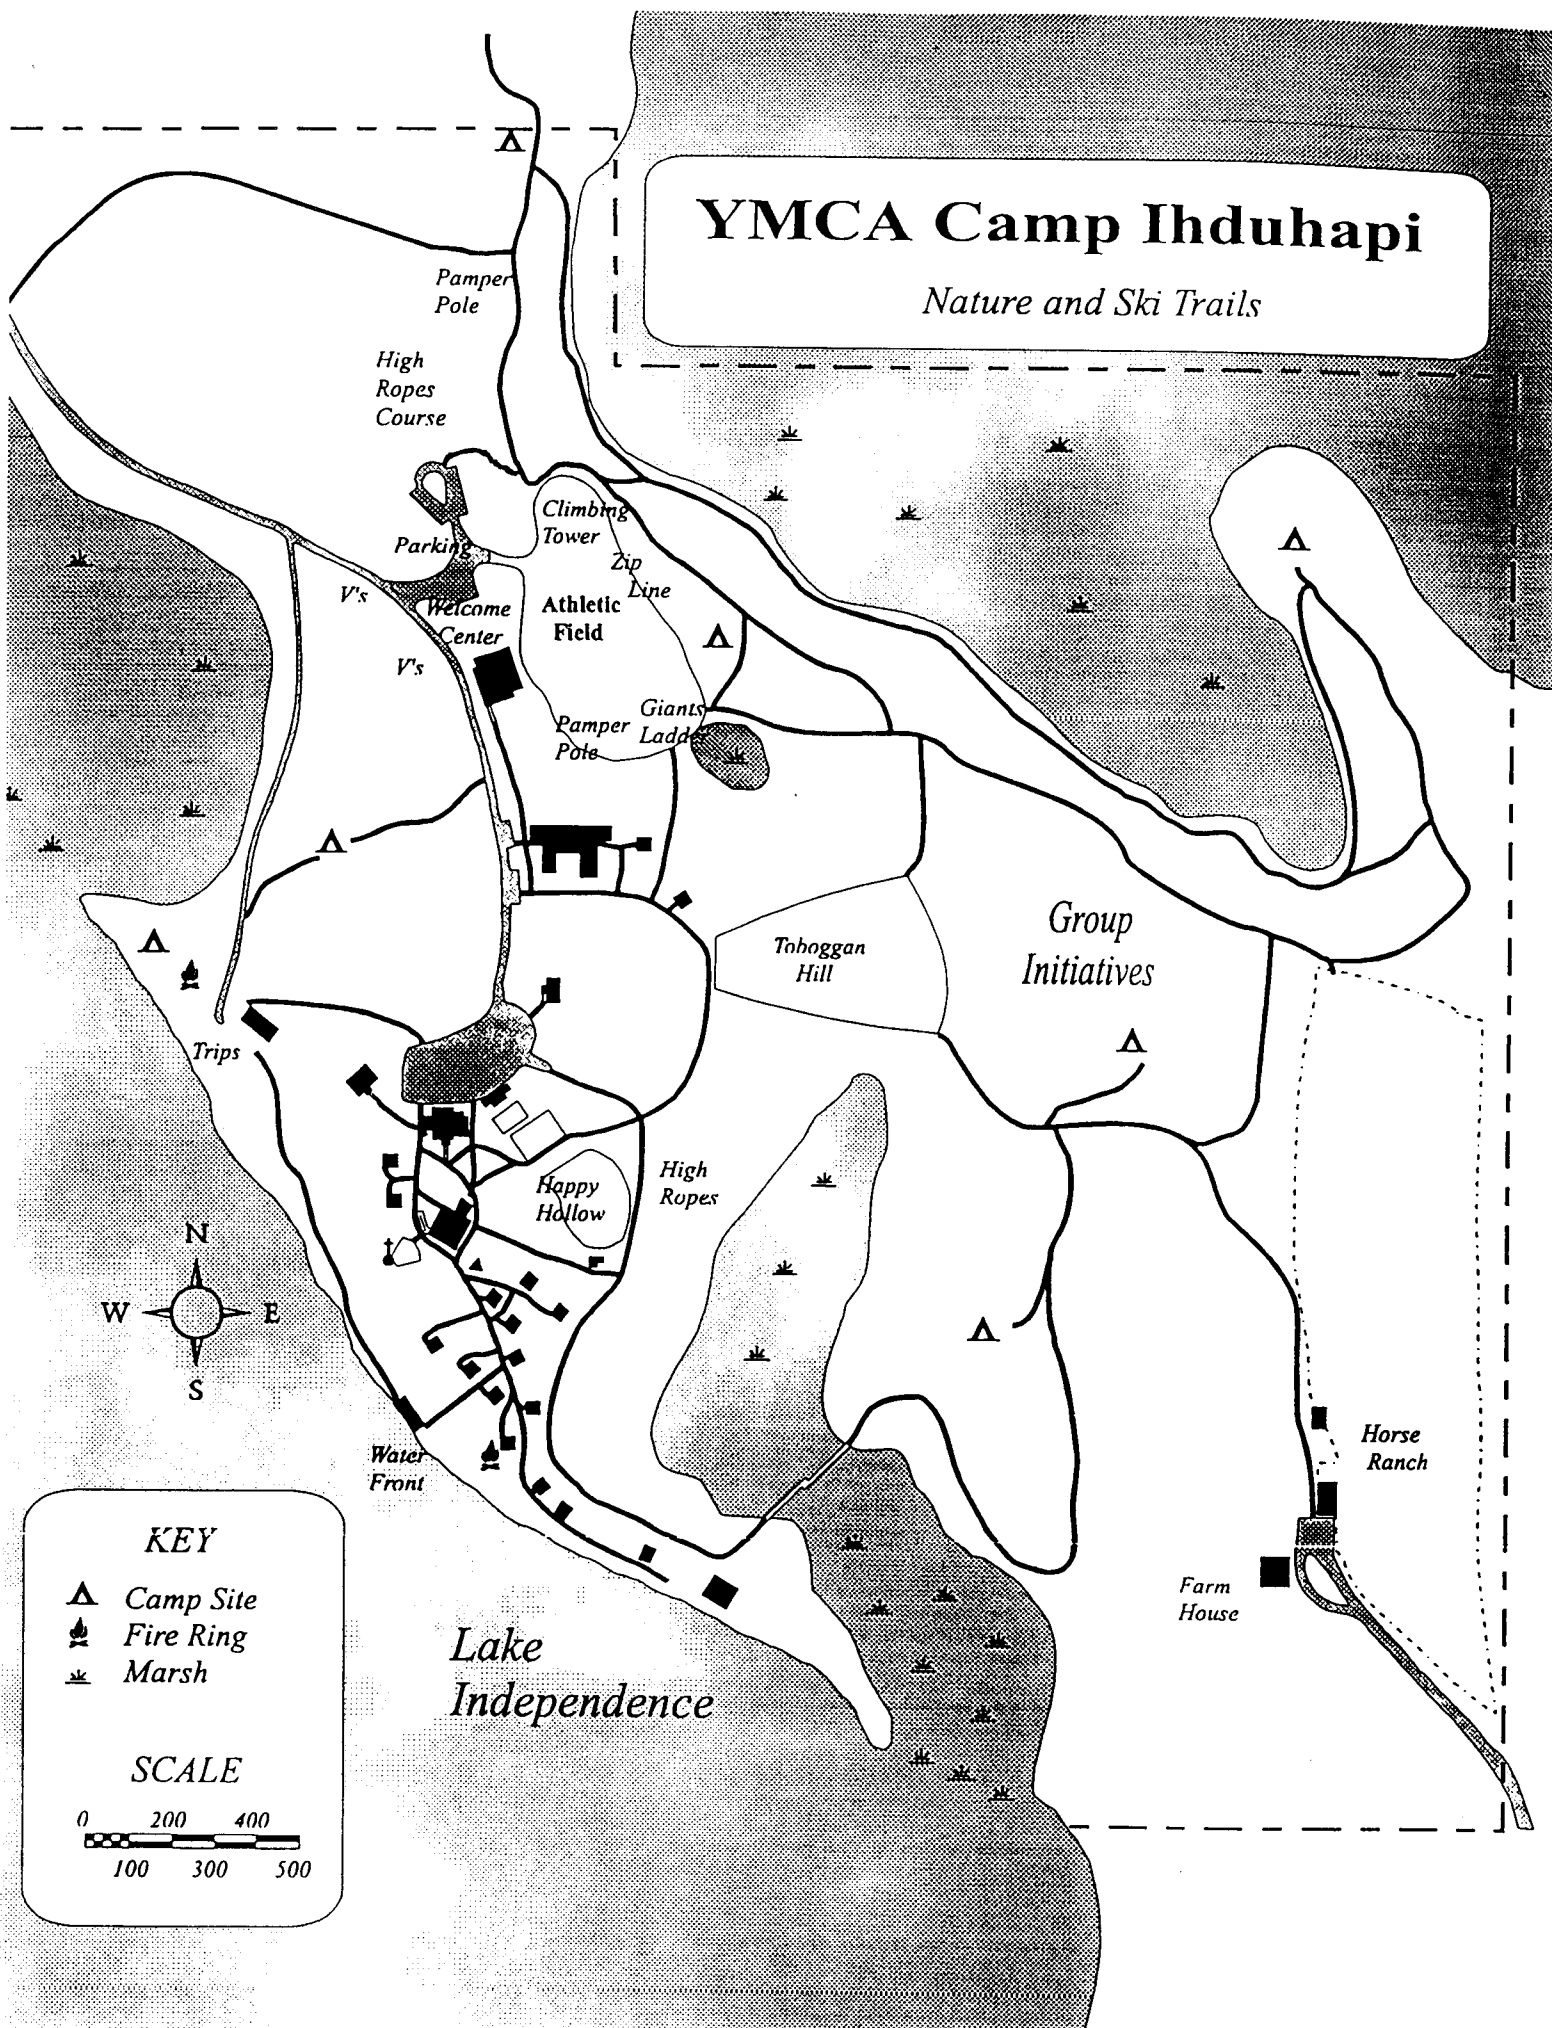 YMCA Camp Ihduhapi
Nature and Ski Trails
Pamper
Pole
High
Ropes
Course
Climbing
Tower
Parking
Zip
Line
V's
Welcome
Center
Athletic
Field
V's
Giants
Ladder
Pamper
Pole
Group
Initiatives
Toboggan
Hill
Trips
High
Ropes
Happy
Hollow
N
W E
S
Horse
Ranch
Water
Front
Farm
House
KEY
Camp Site
Fire Ring
Marsh
Lake
Independence
SCALE
0 200 400
100 300 500